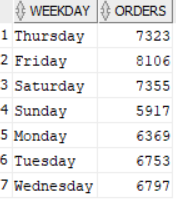 WEEKDAY ORDERS
1 Thursday 7323
2 Friday 8106
3 Saturday 7355
4 Sunday 5917
5 Monday 6369
6 Tuesday 6753
7 Wednesday 6797